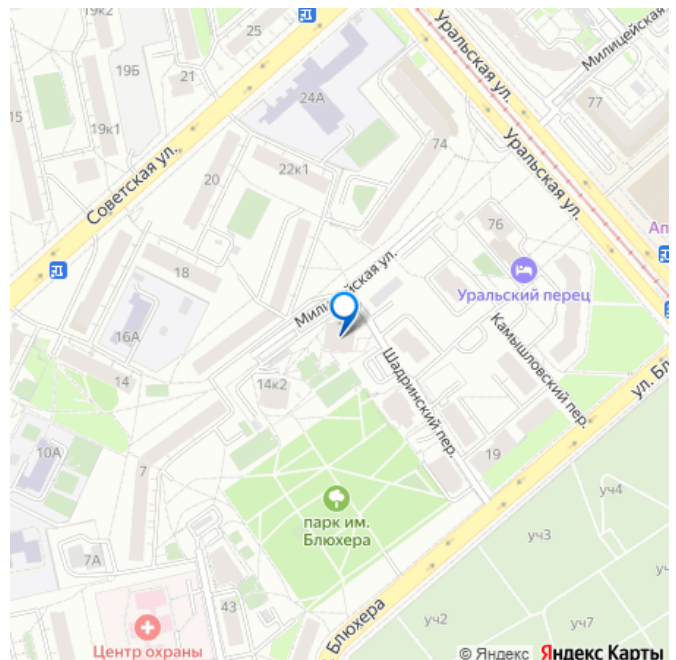 25
Уральская ул.
Милицейская
19Б
21
24А
77
15
19к1
74
Уральская ул.
Советская ул.
22к1
20
76
Ап
18
Милицейская ул.
Уральский перец
16А
Камышловский пер.
Шадринский пер.
ул. Бл
14
14к2
10А
7
19
уч4
парк им.
Блюхера
уч3
7А
уч
43
Блюхера
уч2
уч7
Центр охраны
© Яндекс Яндекс Карты